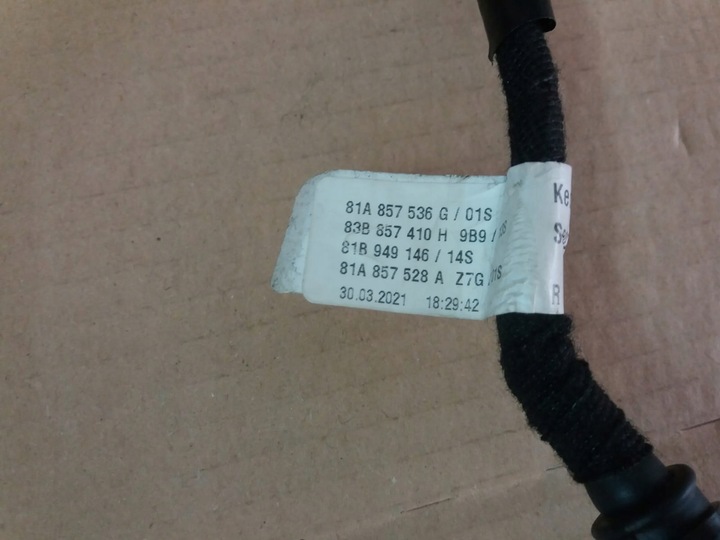 81A 857 536 G / 01S
83B 857 410 H 9B9 /
81B 949 146 / 14S
81A 857 528 A Z7G
30.03.2021 18:29:42
Ke
R